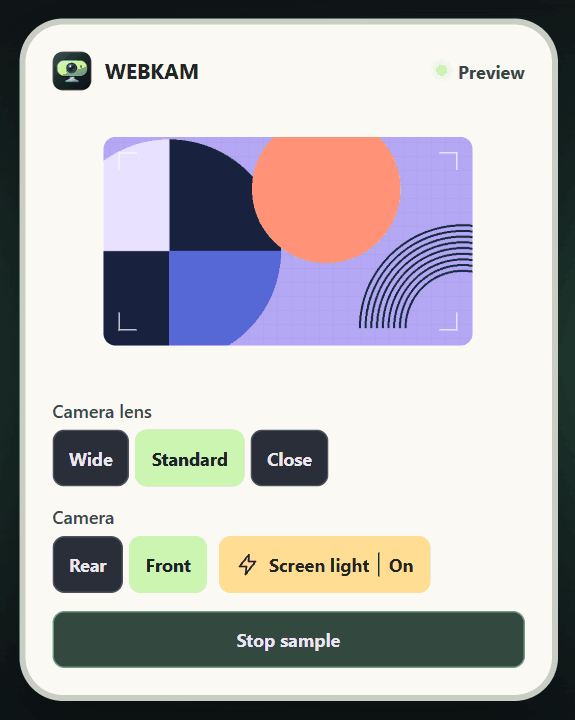 WEBKAM
Preview
Camera lens
Wide
Standard
Close
Camera
Rear
Front
Screen light | On
Stop sample